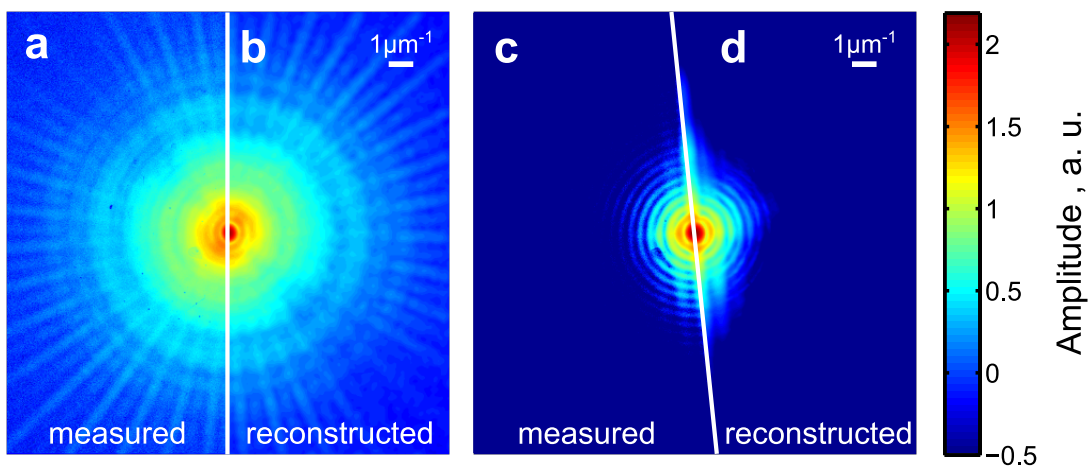 a
b
1µm⁻¹
measured
reconstructed
c
d
1µm⁻¹
measured
reconstructed
2
1.5
1
0.5
0
−0.5
Amplitude , a. u.